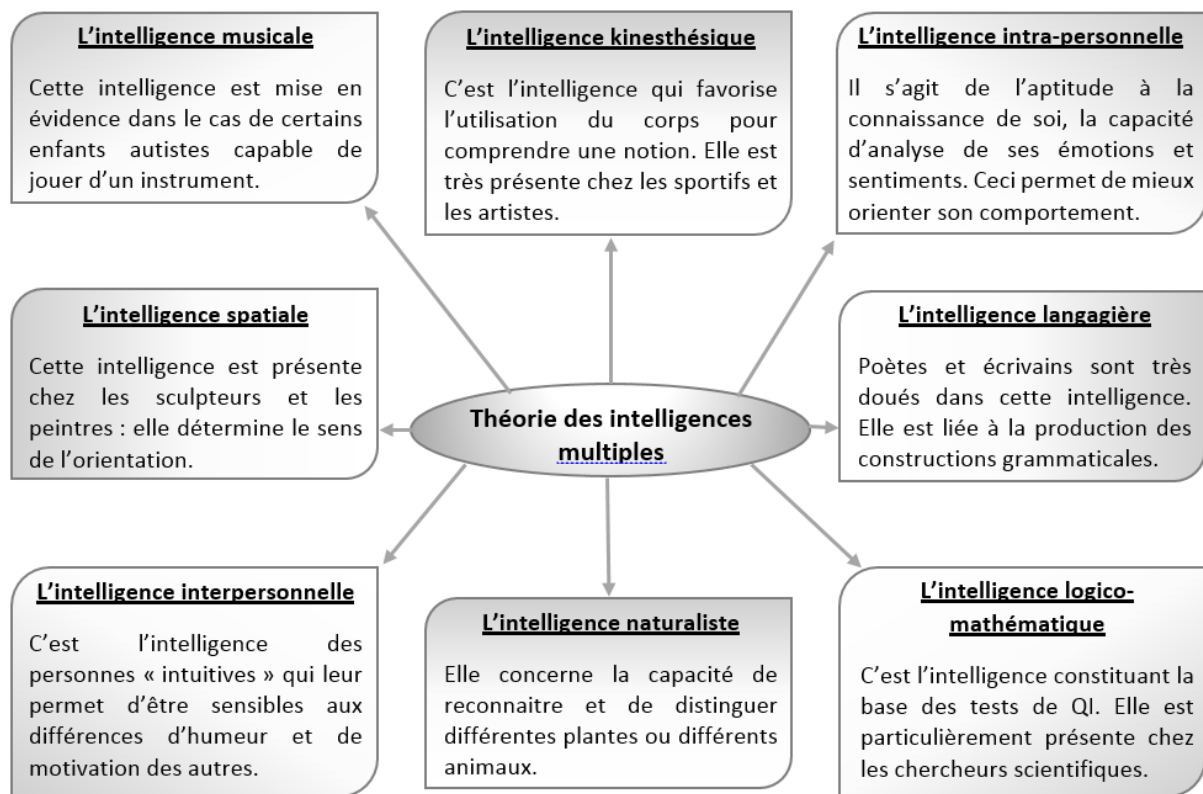 L’intelligence musicale
Cette intelligence est mise en
évidence dans le cas de certains
enfants autistes capable de
jouer d’un instrument.
L’intelligence kinesthésique
C’est l’intelligence qui favorise
l’utilisation du corps pour
comprendre une notion. Elle est
très présente chez les sportifs et
les artistes.
L’intelligence intra-personnelle
Il s’agit de l’aptitude à la
connaissance de soi, la capacité
d’analyse de ses émotions et
sentiments. Ceci permet de mieux
orienter son comportement.
L’intelligence spatiale
Cette intelligence est présente
chez les sculpteurs et les
peintres : elle détermine le sens
de l’orientation.
Théorie des intelligences
multiples
L’intelligence langagière
Poètes et écrivains sont très
doués dans cette intelligence.
Elle est liée à la production des
constructions grammaticales.
L’intelligence interpersonnelle
C’est l’intelligence des
personnes « intuitives » qui leur
permet d’être sensibles aux
différences d’humeur et de
motivation des autres.
L’intelligence naturaliste
Elle concerne la capacité de
reconnaitre et de distinguer
différentes plantes ou différents
animaux.
L’intelligence logico-
mathématique
C’est l’intelligence constituant la
base des tests de QI. Elle est
particulièrement présente chez
les chercheurs scientifiques.